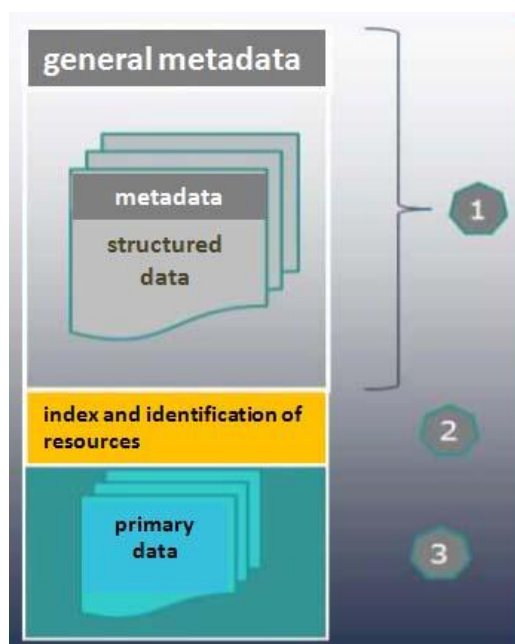 general metadata
metadata
structured
data
1
index and identification of
resources
2
primary
data
3